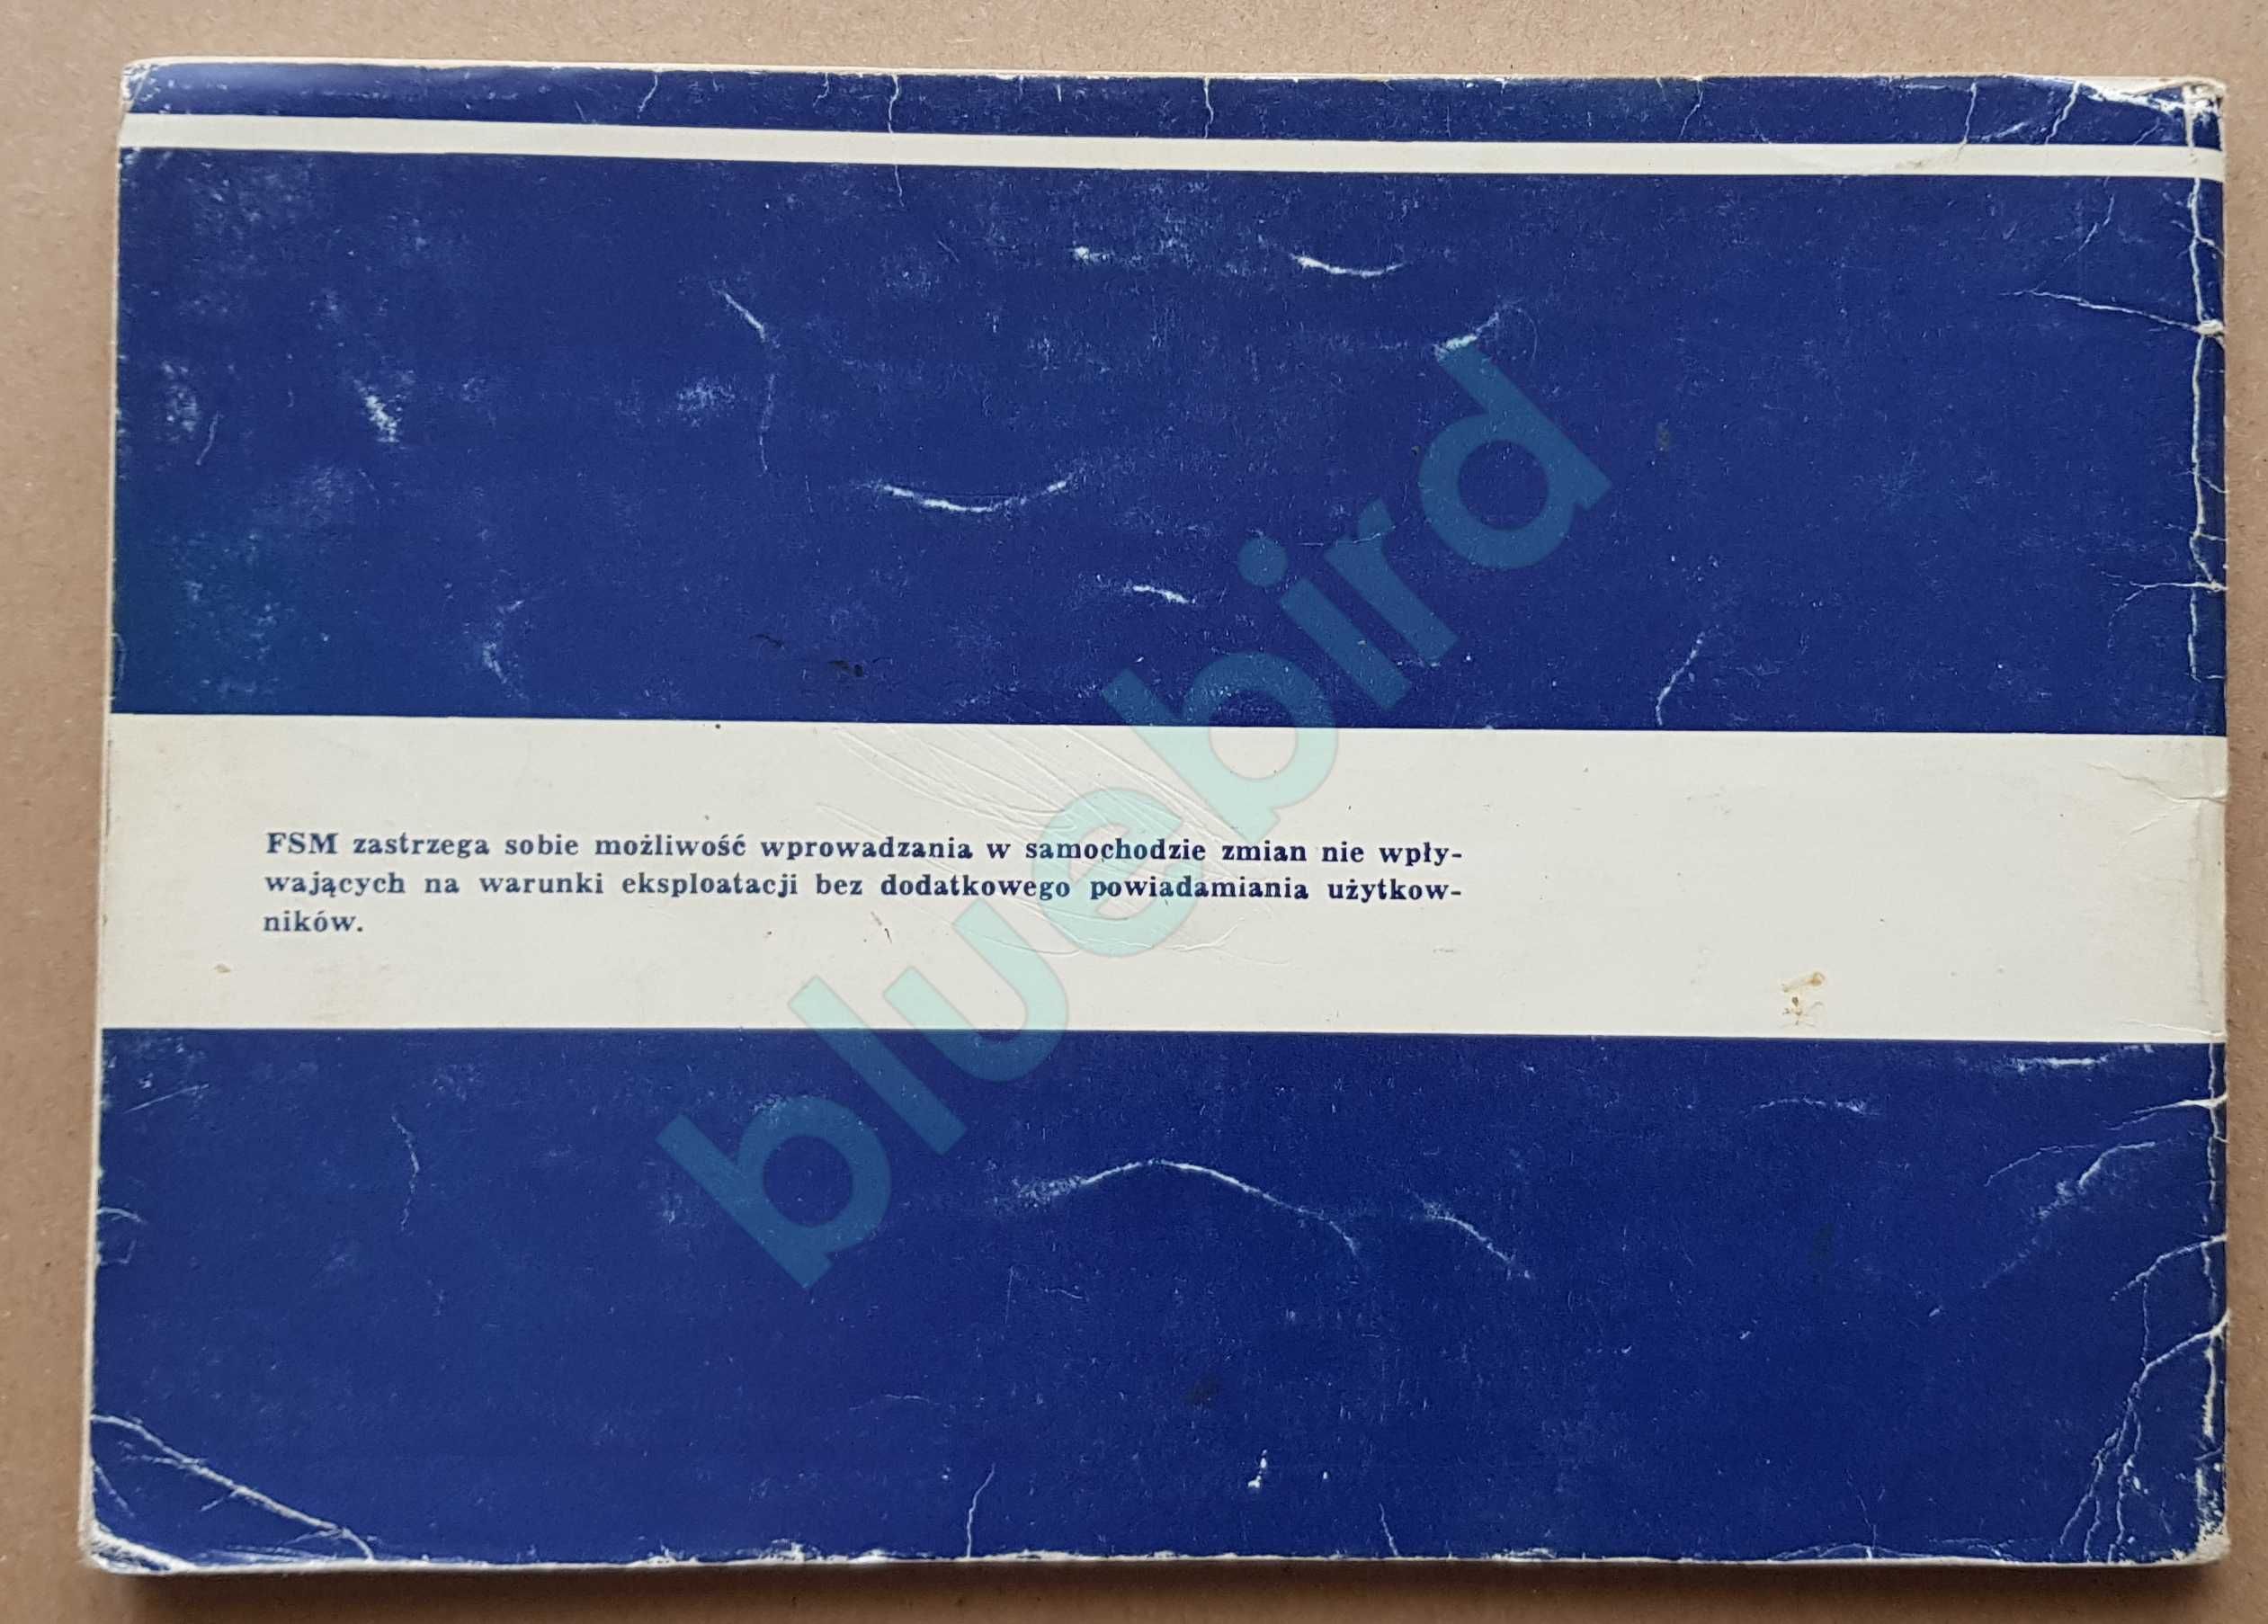 FSM zastrzega sobie możliwość wprowadzania w samochodzie zmian nie wpły-
wających na warunki eksploatacji bez dodatkowego powiadamiania użytkow-
ników.
bluebird